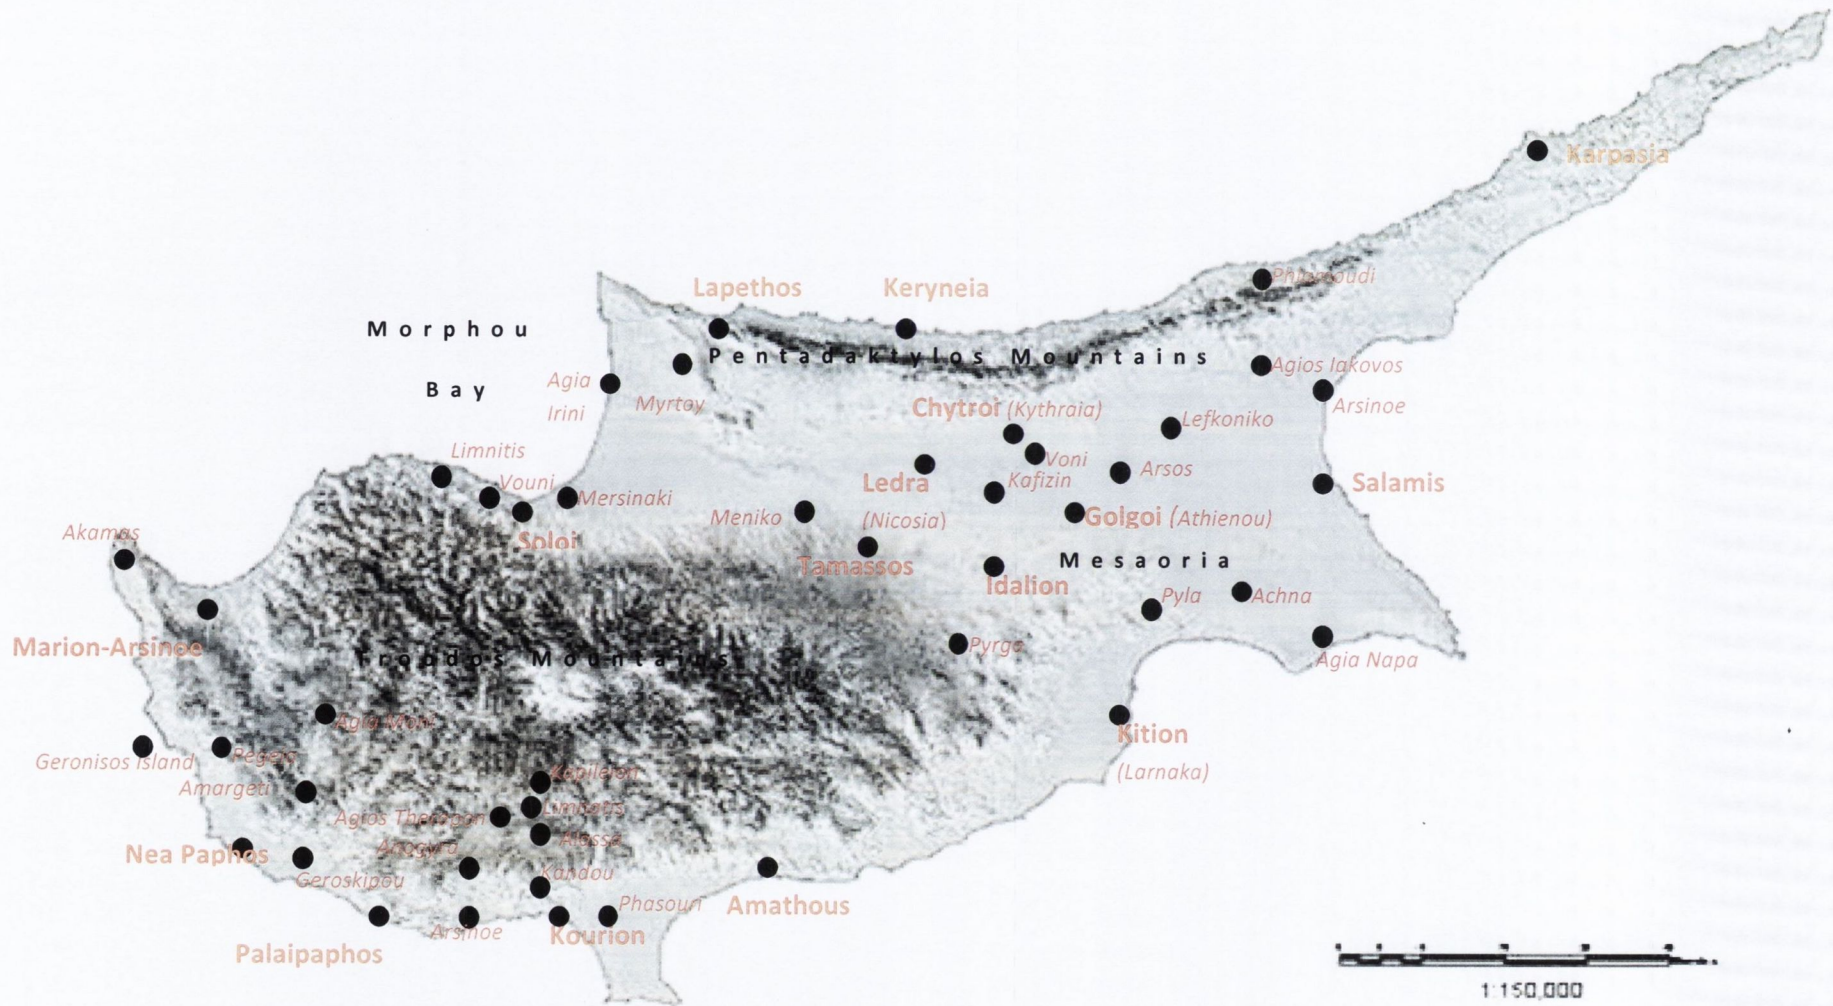 Karpasia
Phlamoudi
Lapethos
Keryneia
Morphou
Pentadaktylos Mountains
Agios Iakovos
Bay
Agia
Irini
Myrtoy
Arsinoe
Chytroi (Kythraia)
Lefkoniko
Limnitis
Voni
Arsos
Vouni
Ledra
Kafizin
Salamis
Mersinaki
Meniko
(Nicosia)
Golgoi (Athienou)
Akamas
Soloi
Tamassos
Mesaoria
Idalion
Pyla
Achna
Marion-Arsinoe
Pyrga
Troodos Mountains
Agia Napa
Agia Moni
Kition
Geronisos Island
Pegeia
(Larnaka)
Kapileion
Amargeti
Limnatis
Agios Therapon
Alassa
Anogyra
Nea Paphos
Geroskipou
Kandou
Phasouri
Amathous
Arsinoe
Kourion
Palaipaphos
1:150,000